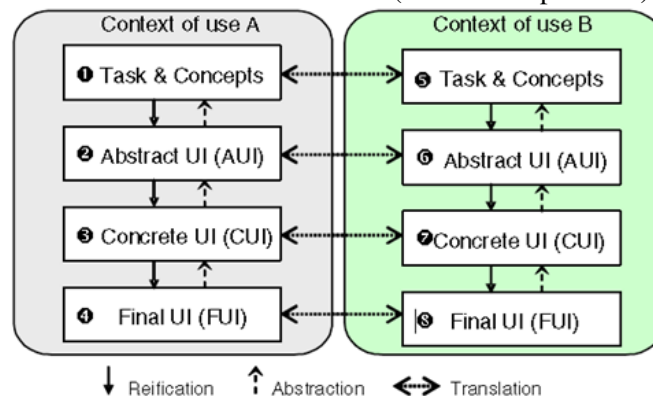 Context of use A
Context of use B
❶ Task & Concepts
❺ Task & Concepts
❷ Abstract UI (AUI)
❻ Abstract UI (AUI)
❸ Concrete UI (CUI)
❼ Concrete UI (CUI)
❹ Final UI (FUI)
❽ Final UI (FUI)
Reification
Abstraction
Translation